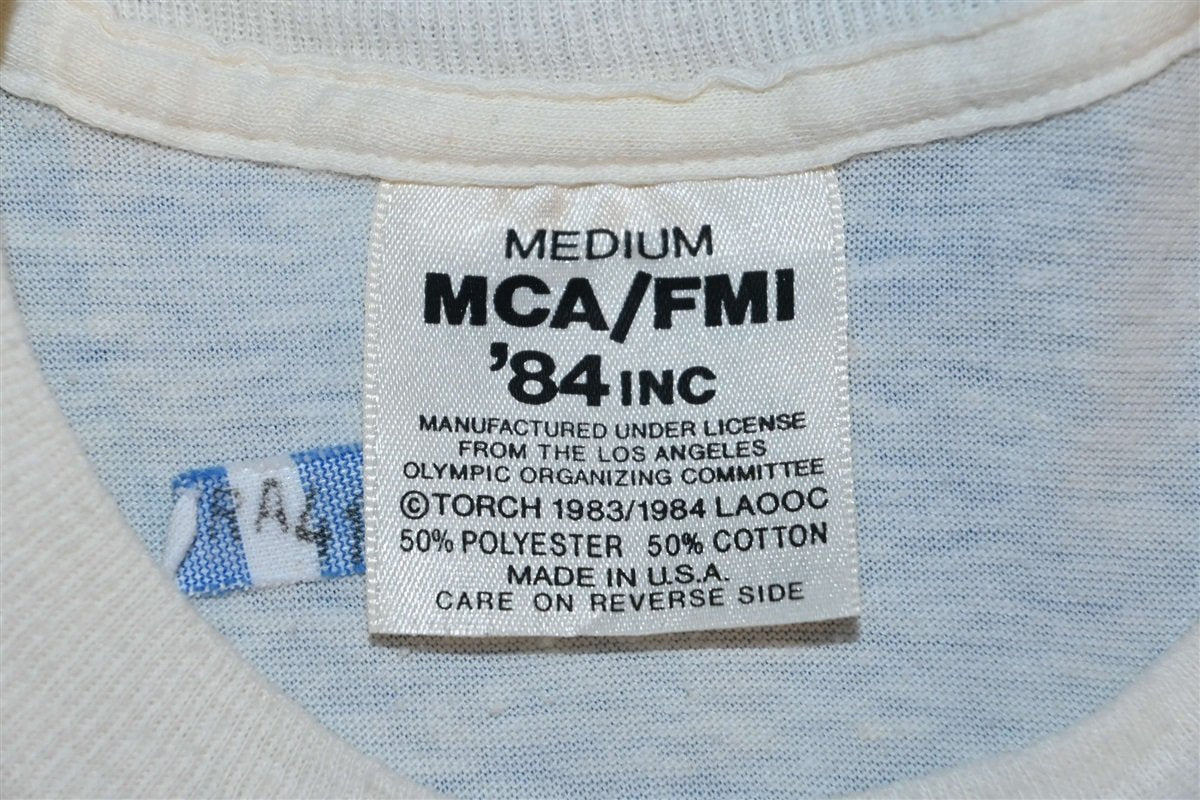 MEDIUM
MCA/FMI
'84 INC
MANUFACTURED UNDER LICENSE
FROM THE LOS ANGELES
OLYMPIC ORGANIZING COMMITTEE
©TORCH 1983/1984 LAOOC
50% POLYESTER 50% COTTON
MADE IN U.S.A.
CARE ON REVERSE SIDE